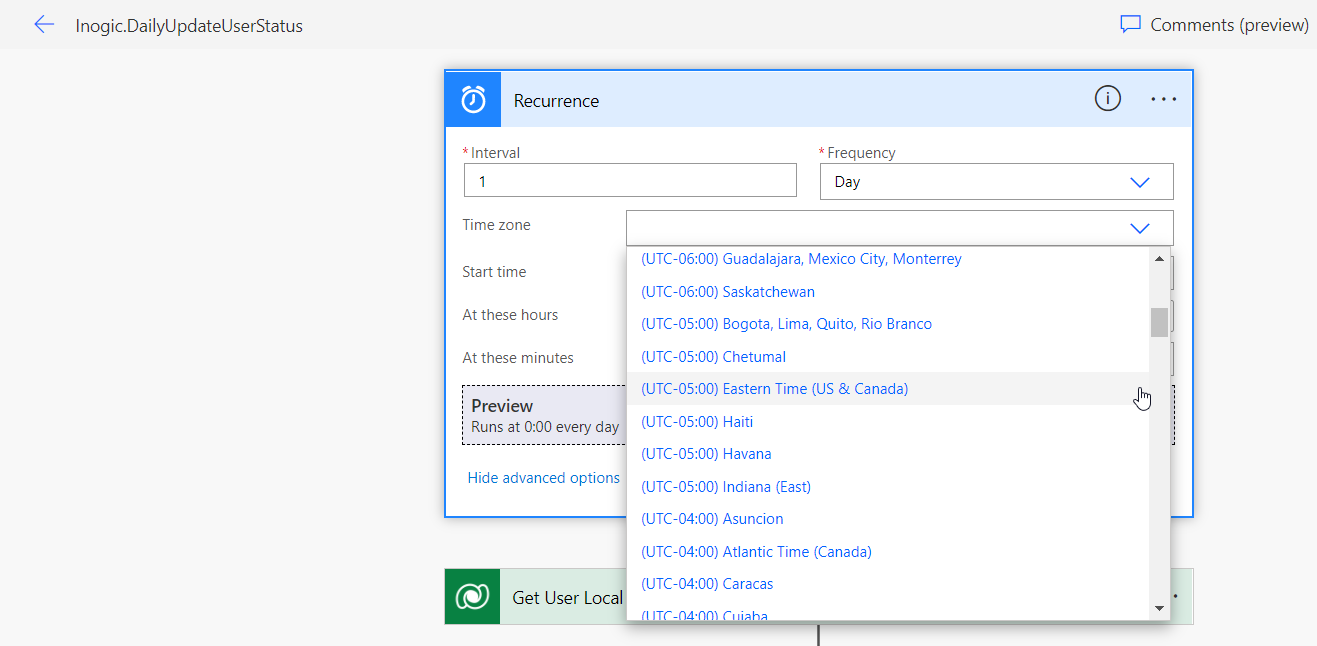 Inogic.DailyUpdateUserStatus
Comments (preview)
Recurrence
* Interval
* Frequency
1
Day
Time zone
Start time
At these hours
At these minutes
(UTC-06:00) Guadalajara, Mexico City, Monterrey
(UTC-06:00) Saskatchewan
(UTC-05:00) Bogota, Lima, Quito, Rio Branco
(UTC-05:00) Chetumal
(UTC-05:00) Eastern Time (US & Canada)
(UTC-05:00) Haiti
(UTC-05:00) Havana
(UTC-05:00) Indiana (East)
(UTC-04:00) Asuncion
(UTC-04:00) Atlantic Time (Canada)
(UTC-04:00) Caracas
(UTC-04:00) Cuiaba
Preview
Runs at 0:00 every day
Hide advanced options
Get User Local